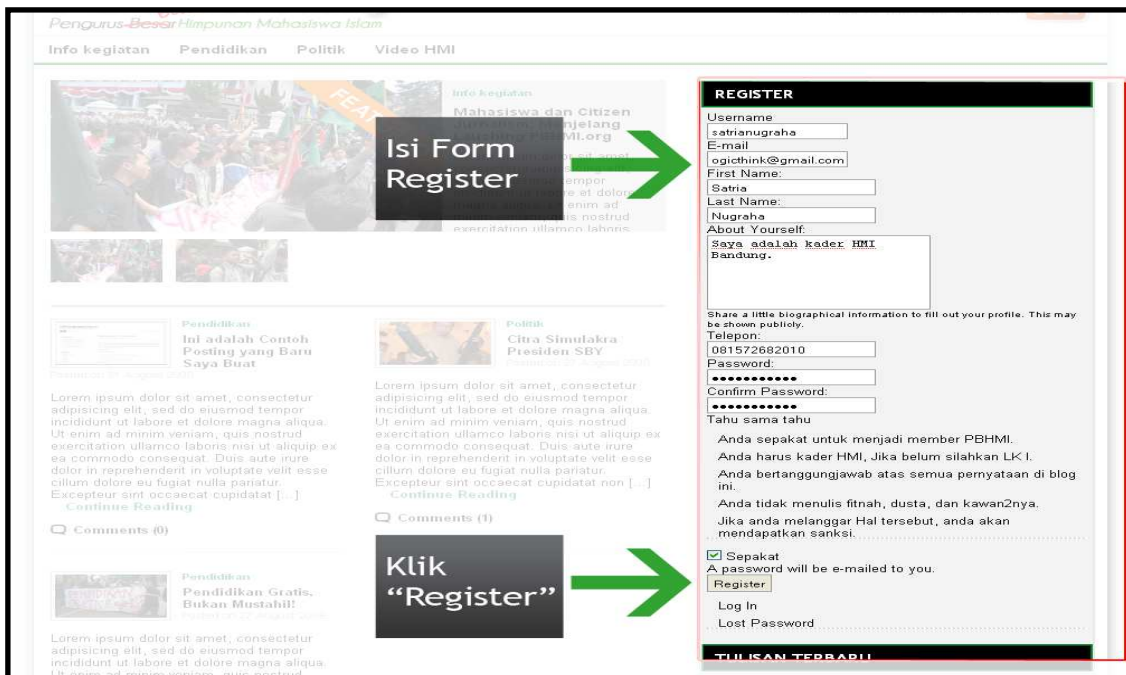 Pengurus Besar Himpunan Mahasiswa Islam
Info kegiatan Pendidikan Politik Video HMI
Info kegiatan
Mahasiswa dan Citizen
Isi Form
Register
Pendidikan
Ini adalah Contoh
Posting yang Baru
Saya Buat
Lorem ipsum dolor sit amet, consectetur
adipisicing elit, sed do eiusmod tempor
incididunt ut labore et dolore magna aliqua.
Ut enim ad minim veniam, quis nostrud
exercitation ullamco laboris nisi ut aliquip ex
ea commodo consequat. Duis aute irure
dolor in reprehenderit in voluptate velit esse
cillum dolore eu fugiat nulla pariatur.
Excepteur sint occaecat cupidatat [...]
Continue Reading
Comments (0)
Politik
Citra Simulakra
Presiden SBY
Lorem ipsum dolor sit amet, consectetur
adipisicing elit, sed do eiusmod tempor
incididunt ut labore et dolore magna aliqua.
Ut enim ad minim veniam, quis nostrud
exercitation ullamco laboris nisi ut aliquip ex
ea commodo consequat. Duis aute irure
dolor in reprehenderit in voluptate velit esse
cillum dolore eu fugiat nulla pariatur.
Excepteur sint occaecat cupidatat non [...]
Continue Reading
Comments (1)
Klik
“Register”
Pendidikan
Pendidikan Gratis,
Bukan Mustahil!
Lorem ipsum dolor sit amet, consectetur
adipisicing elit, sed do eiusmod tempor
incididunt ut labore et dolore magna aliqua.
Ut enim ad minim veniam, quis nostrud
REGISTER
Username
satrianugraha
E-mail
ogicthink@gmail.com
First Name:
Satria
Last Name:
Nugraha
About Yourself:
Saya adalah kader HMI
Bandung.
Share a little biographical information to fill out your profile. This may
be shown publicly.
Telepon:
081572682010
Password:
Confirm Password:
Tahu sama tahu
Anda sepakat untuk menjadi member PBHMI.
Anda harus kader HMI, Jika belum silahkan LK I.
Anda bertanggungjawab atas semua pernyataan di blog
ini.
Anda tidak menulis fitnah, dusta, dan kawan2nya.
Jika anda melanggar Hal tersebut, anda akan
mendapatkan sanksi.
Sepakat
A password will be e-mailed to you.
Register
Log In
Lost Password
TULISAN TERBARU